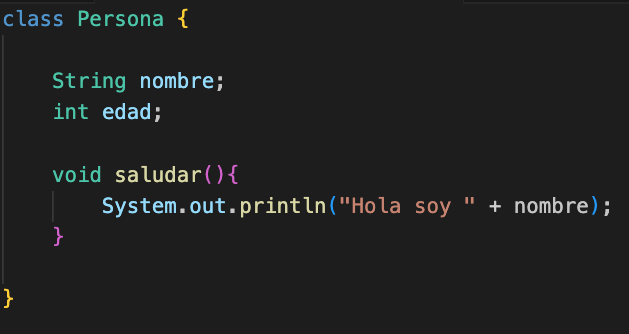 class Persona {
String nombre;
int edad;
void saludar(){
System.out.println("Hola soy " + nombre);
}
}